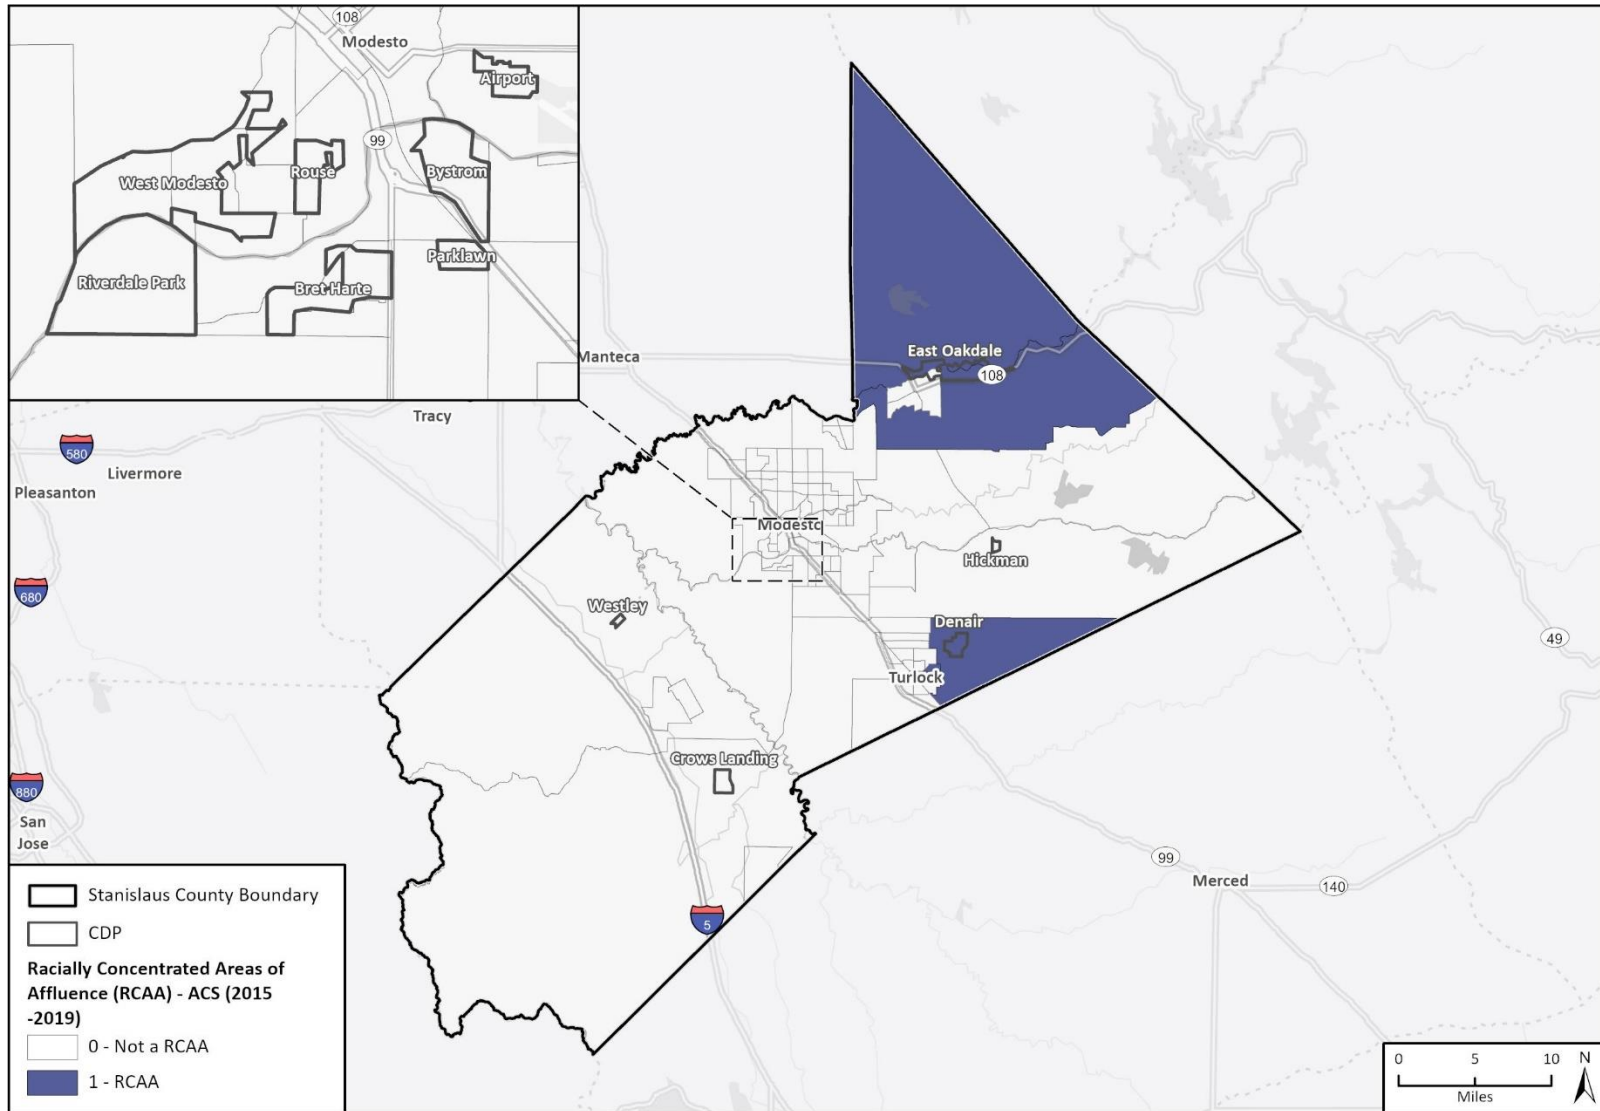 108
Modesto
Airport
99
West Modesto
Rouse
Bystrom
Riverdale Park
Bret Harte
Parklawn
Manteca
East Oakdale
108
Tracy
580
Livermore
Pleasanton
Modestc
Hickman
680
Westley
Denair
49
Turlock
Crows Landing
880
San
Jose
99
Merced
140
5
Stanislaus County Boundary
CDP
Racially Concentrated Areas of
Affluence (RCAA) - ACS (2015
-2019)
0 - Not a RCAA
1 - RCAA
0 5 10
Miles
N